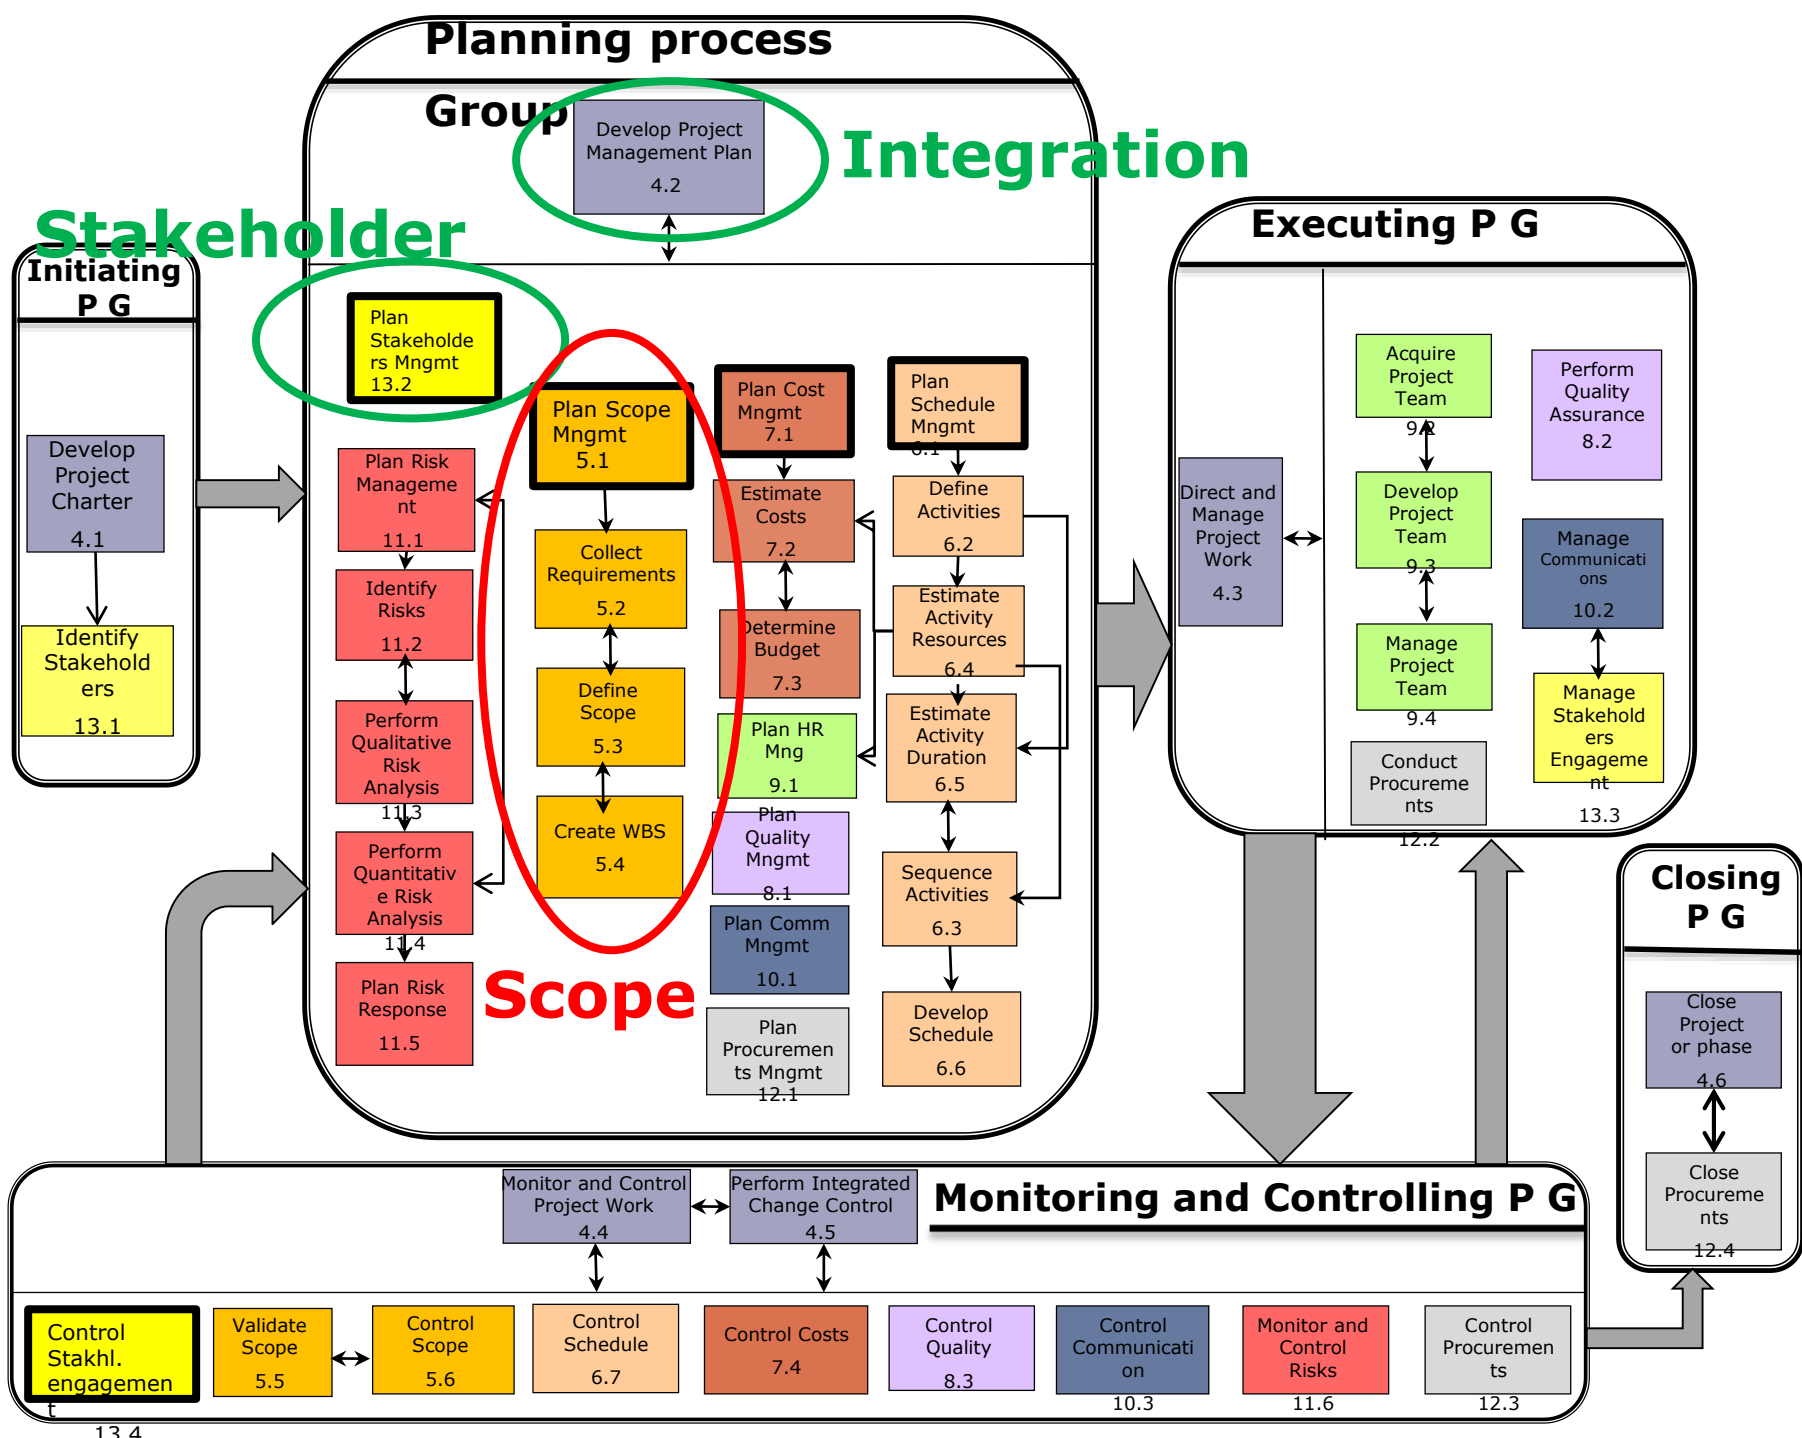 Planning process
Group
Develop Project
Management Plan
4.2
Integration
Stakeholder
Initiating
P G
Develop
Project
Charter
4.1
Identify
Stakehold
ers
13.1
Plan
Stakeholde
rs Mngmt
13.2
Plan Risk
Manageme
nt
11.1
Identify
Risks
11.2
Perform
Qualitative
Risk
Analysis
11.3
Perform
Quantitativ
e Risk
Analysis
11.4
Plan Risk
Response
11.5
Plan Scope
Mngmt
5.1
Collect
Requirements
5.2
Define
Scope
5.3
Create WBS
5.4
Scope
Plan Cost
Mngmt
7.1
Estimate
Costs
7.2
Determine
Budget
7.3
Plan HR
Mng
9.1
Plan
Quality
Mngmt
8.1
Plan Comm
Mngmt
10.1
Plan
Procuremen
ts Mngmt
12.1
Plan
Schedule
Mngmt
6.1
Define
Activities
6.2
Estimate
Activity
Resources
6.4
Estimate
Activity
Duration
6.5
Sequence
Activities
6.3
Develop
Schedule
6.6
Executing P G
Direct and
Manage
Project
Work
4.3
Acquire
Project
Team
9.2
Develop
Project
Team
9.3
Manage
Project
Team
9.4
Conduct
Procureme
nts
12.2
Perform
Quality
Assurance
8.2
Manage
Communicati
ons
10.2
Manage
Stakehold
ers
Engageme
nt
13.3
Closing
P G
Close
Project
or phase
4.6
Close
Procureme
nts
12.4
Monitoring and Controlling P G
Monitor and Control
Project Work
4.4
Perform Integrated
Change Control
4.5
Control
Stakhl.
engagemen
t
13.4
Validate
Scope
5.5
Control
Scope
5.6
Control
Schedule
6.7
Control Costs
7.4
Control
Quality
8.3
Control
Communicati
on
10.3
Monitor and
Control
Risks
11.6
Control
Procuremen
ts
12.3